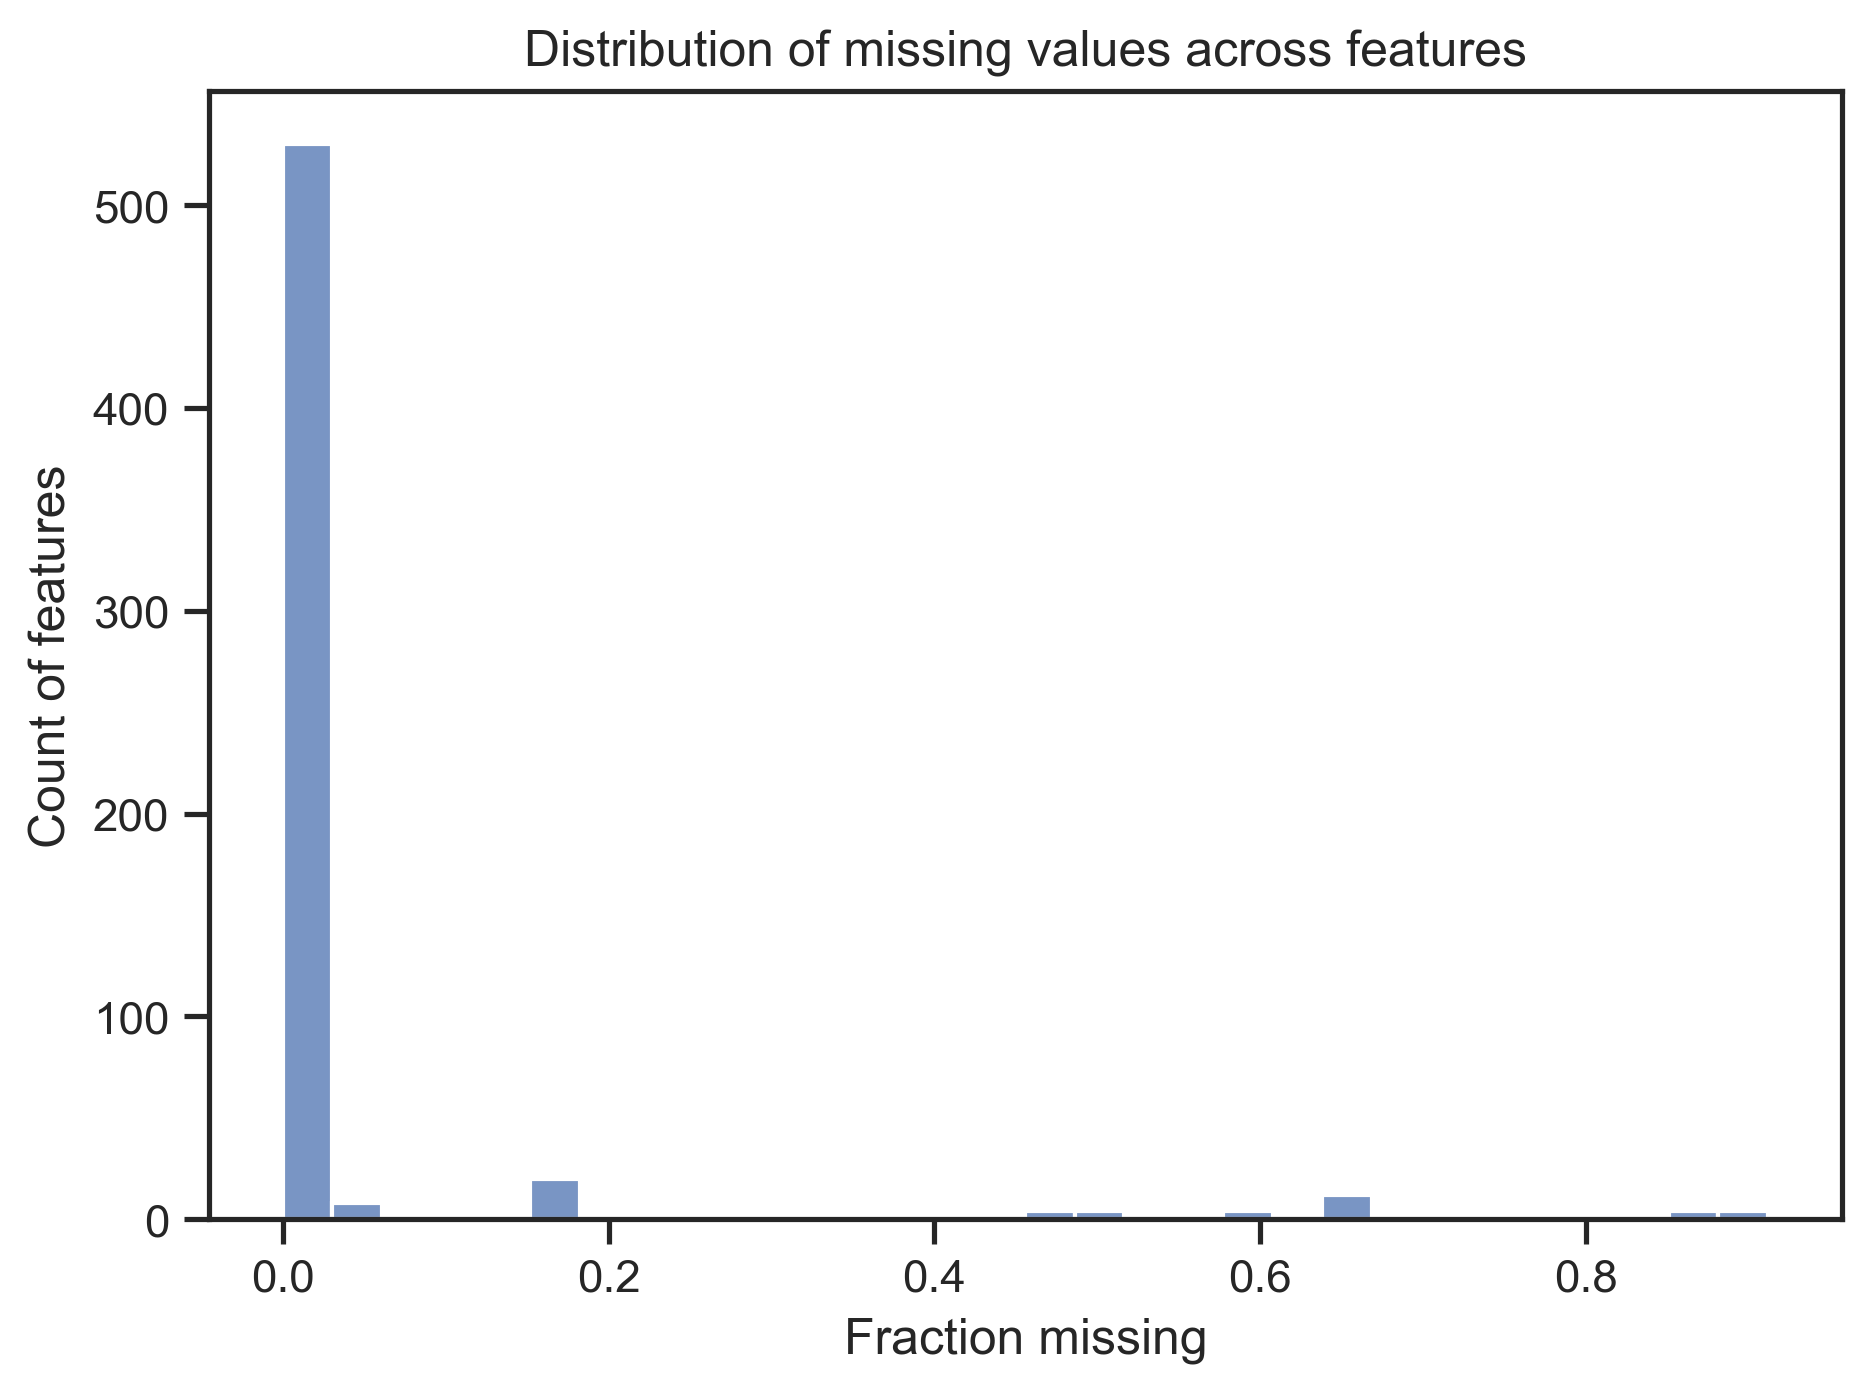 Distribution of missing values across features
Count of features
500
400
300
200
100
0
0.0 0.2 0.4 0.6 0.8
Fraction missing